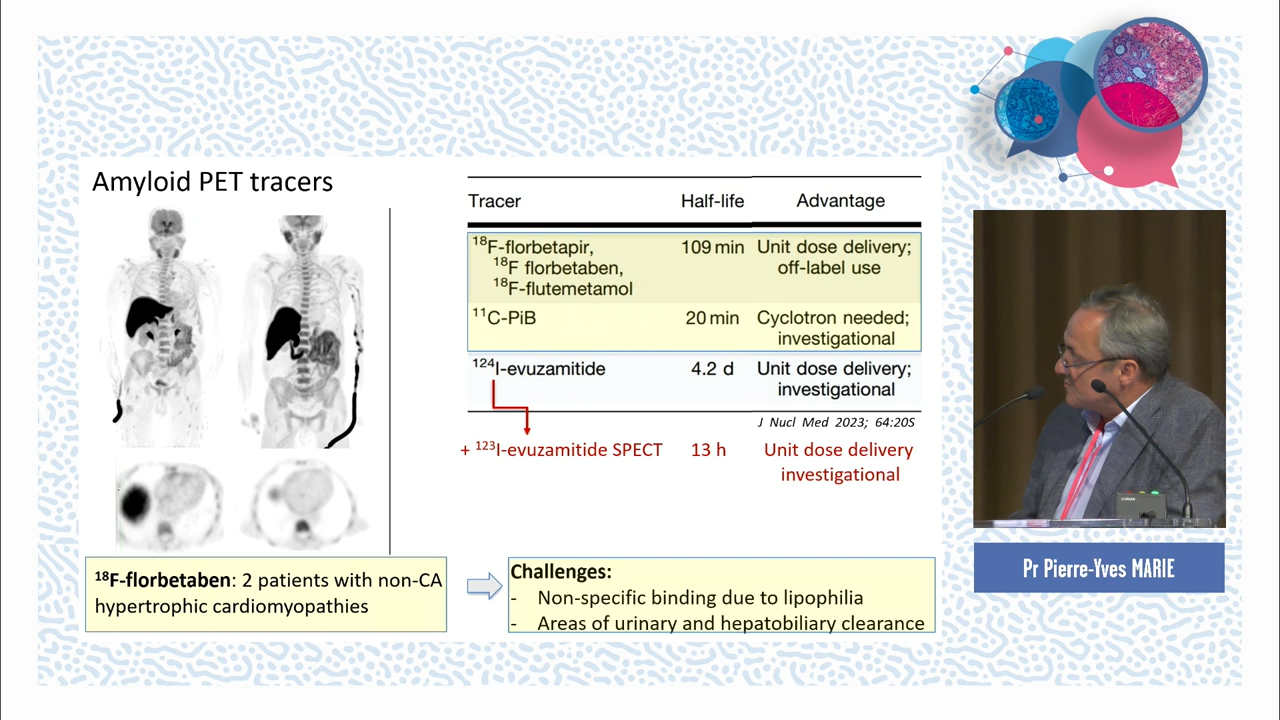 Amyloid PET tracers
Tracer Half-life Advantage
¹⁸F-florbetapir, 109 min Unit dose delivery;
¹⁸F florbetaben, off-label use
¹⁸F-flutemetamol
¹¹C-PiB 20 min Cyclotron needed;
investigational
¹²⁴I-evuzamitide 4.2 d Unit dose delivery;
investigational
J Nucl Med 2023; 64:20S
+ ¹²³I-evuzamitide SPECT 13 h Unit dose delivery
investigational
¹⁸F-florbetaben: 2 patients with non-CA
hypertrophic cardiomyopathies
Challenges:
- Non-specific binding due to lipophilia
- Areas of urinary and hepatobiliary clearance
Pr Pierre-Yves MARIE